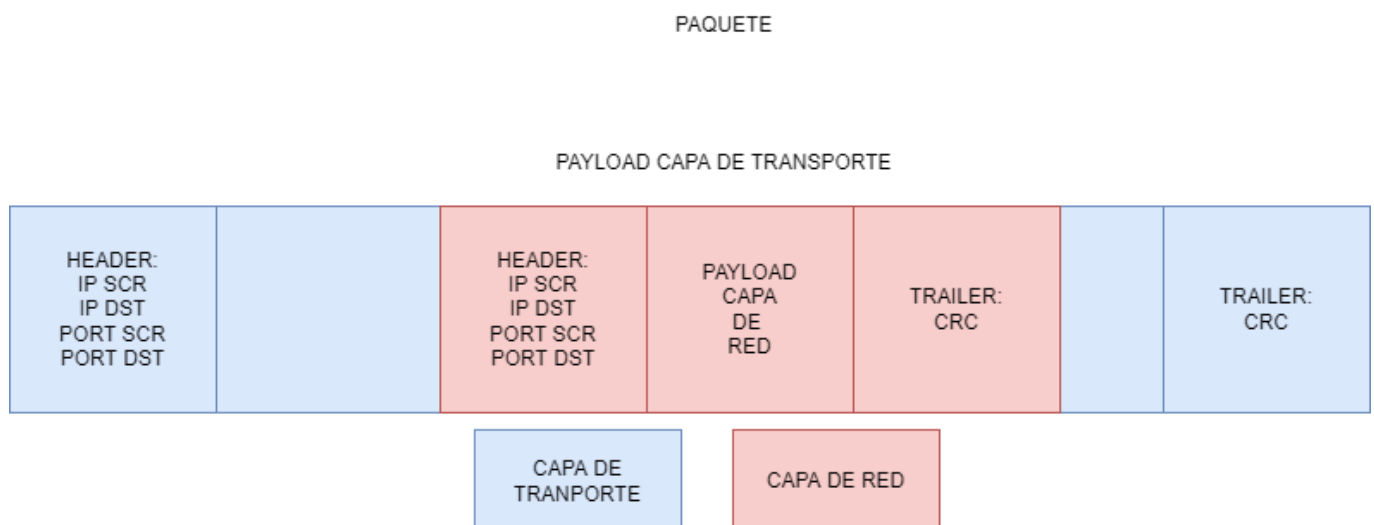 PAQUETE
PAYLOAD CAPA DE TRANSPORTE
HEADER:
IP SCR
IP DST
PORT SCR
PORT DST
HEADER:
IP SCR
IP DST
PORT SCR
PORT DST
PAYLOAD
CAPA
DE
RED
TRAILER:
CRC
TRAILER:
CRC
CAPA DE
TRANPORTE
CAPA DE RED